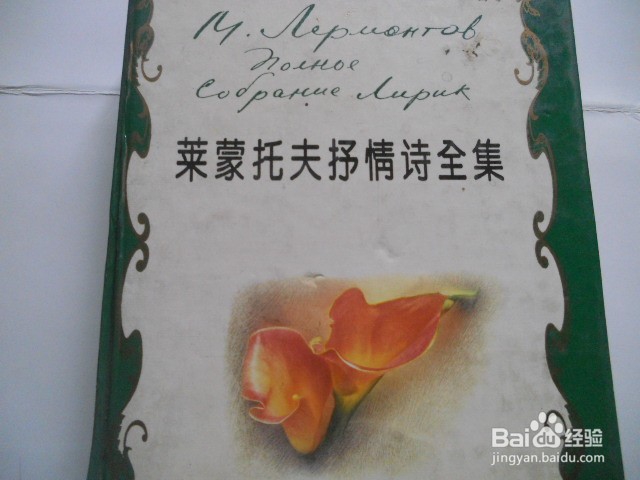 М. Лермонтов
Полное
Собрание Лирик
莱蒙托夫抒情诗全集
Bai 经验
jingyan.baidu.com